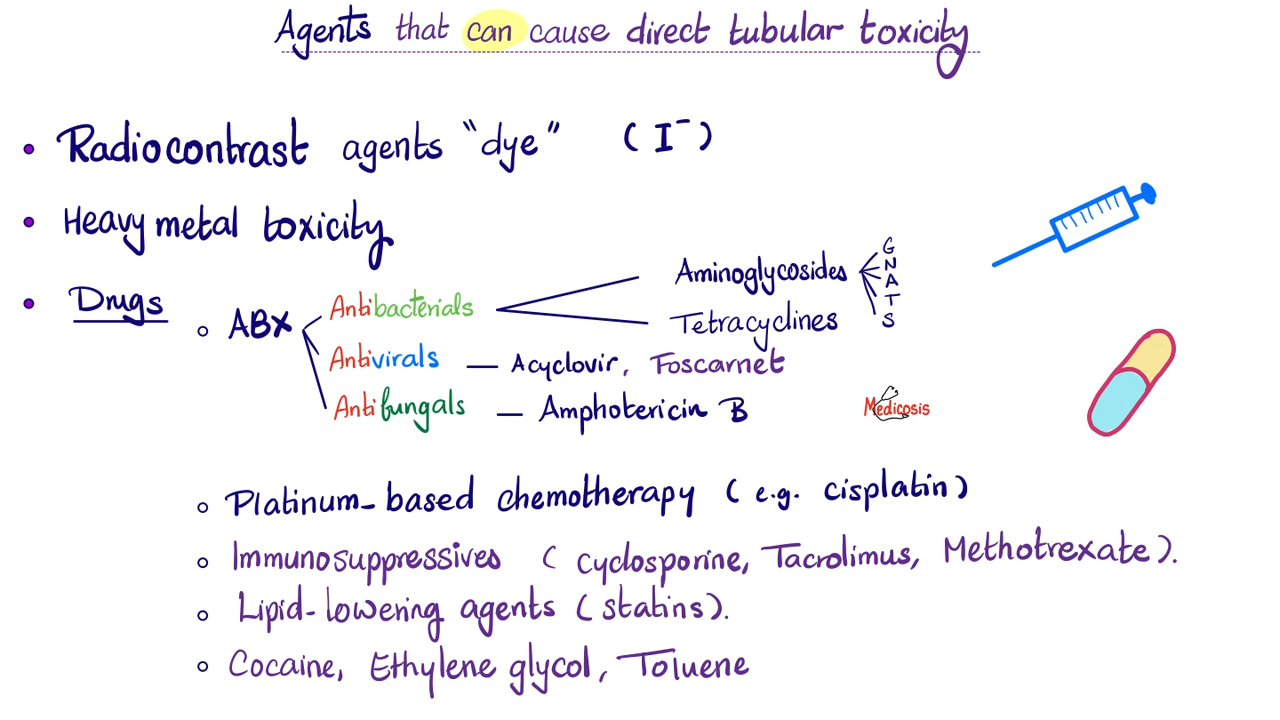 Agents that can cause direct tubular toxicity
• Radiocontrast agents "dye" (I⁻)
• Heavy metal toxicity
• Drugs
◦ ABX
Antibacterials
Aminoglycosides
G
N
A
T
S
Tetracyclines
Antivirals — Acyclovir, Foscarnet
Antifungals — Amphotericin B
Medicosis
◦ Platinum-based chemotherapy (e.g. cisplatin)
◦ Immunosuppressives (cyclosporine, Tacrolimus, Methotrexate).
◦ Lipid-lowering agents (statins).
◦ Cocaine, Ethylene glycol, Toluene